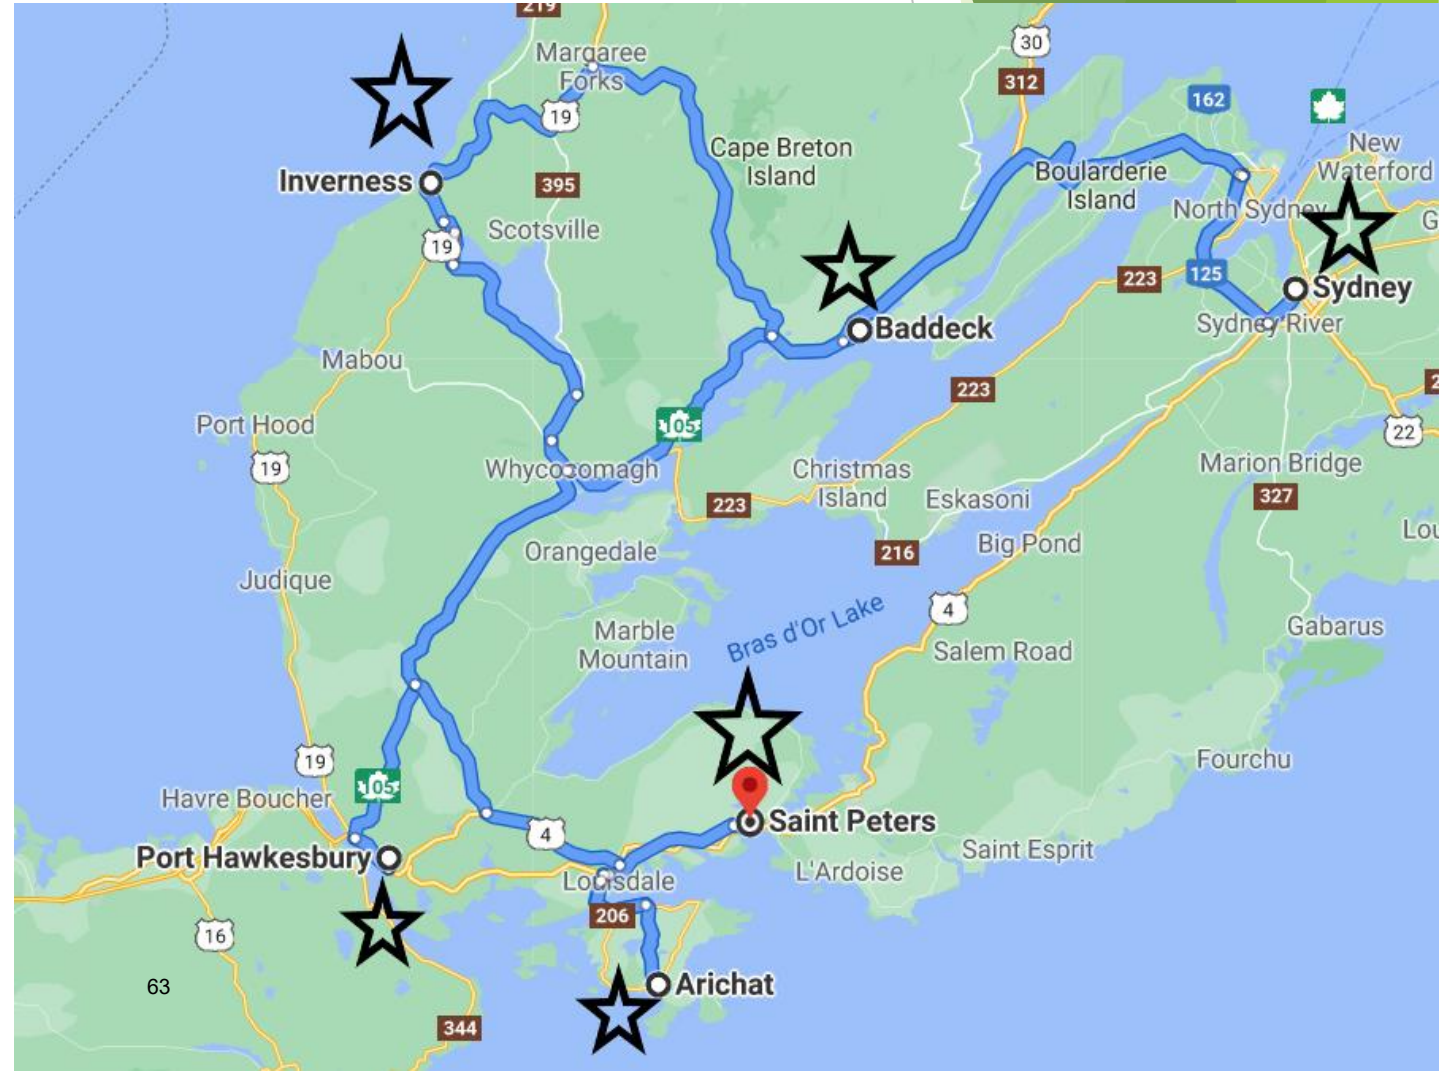 219
Margaree
Forks
30
312
19
162
New
Waterford
Cape Breton
Island
Inverness
395
Boularderie
Island
Scotsville
19
North Sydney
G
223
125
Sydney
Baddeck
Sydney River
Mabou
223
2
Port Hood
105
22
19
Whycocomagh
Christmas
Island
Eskasoni
Marion Bridge
223
327
Orangedale
216
Big Pond
Lou
Judique
Bras d'Or Lake
4
Marble
Mountain
Salem Road
Gabarus
19
105
Fourchu
Havre Boucher
Saint Peters
4
Port Hawkesbury
Saint Esprit
L'Ardoise
Louisdale
206
16
63
Arichat
344